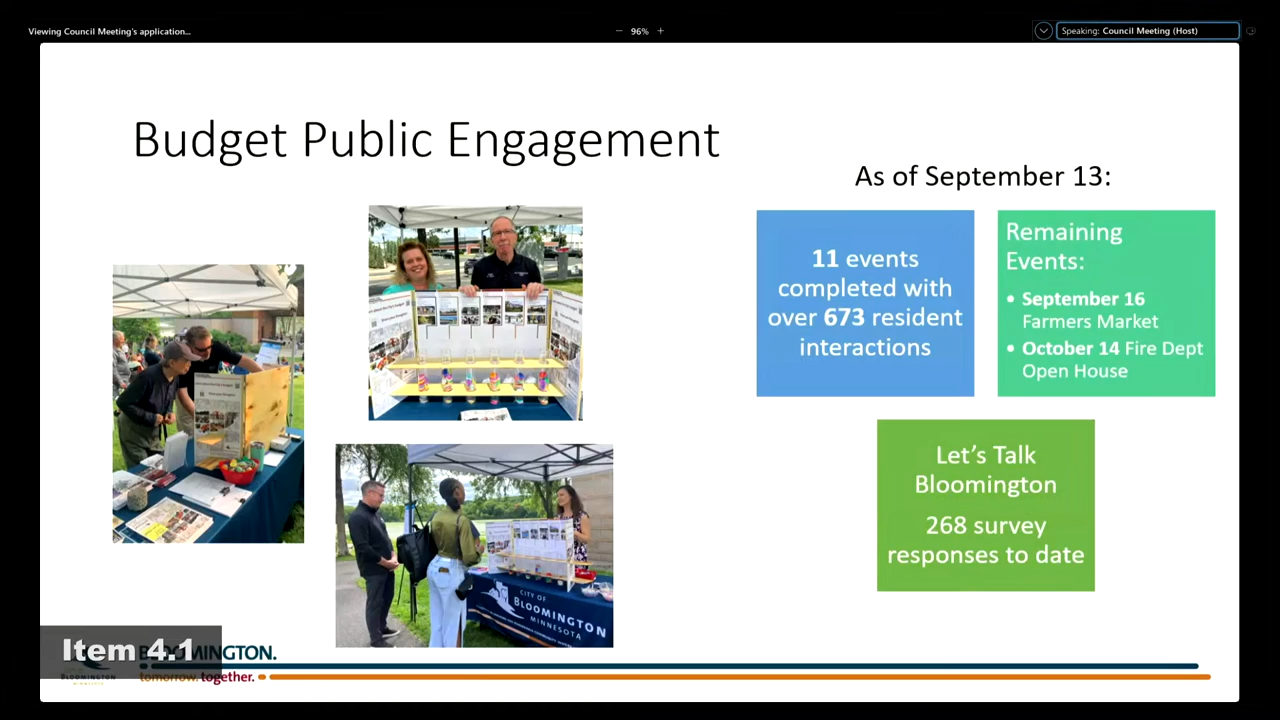 Viewing Council Meeting's application...
96%
Speaking: Council Meeting (Host)
Budget Public Engagement
As of September 13:
11 events
completed with
over 673 resident
interactions
Remaining
Events:
• September 16
Farmers Market
• October 14 Fire Dept
Open House
Let's Talk
Bloomington
268 survey
responses to date
CITY OF
BLOOMINGTON
MINNESOTA
Item 4.1
BLOOMINGTON.
tomorrow. together.
BLOOMINGTON